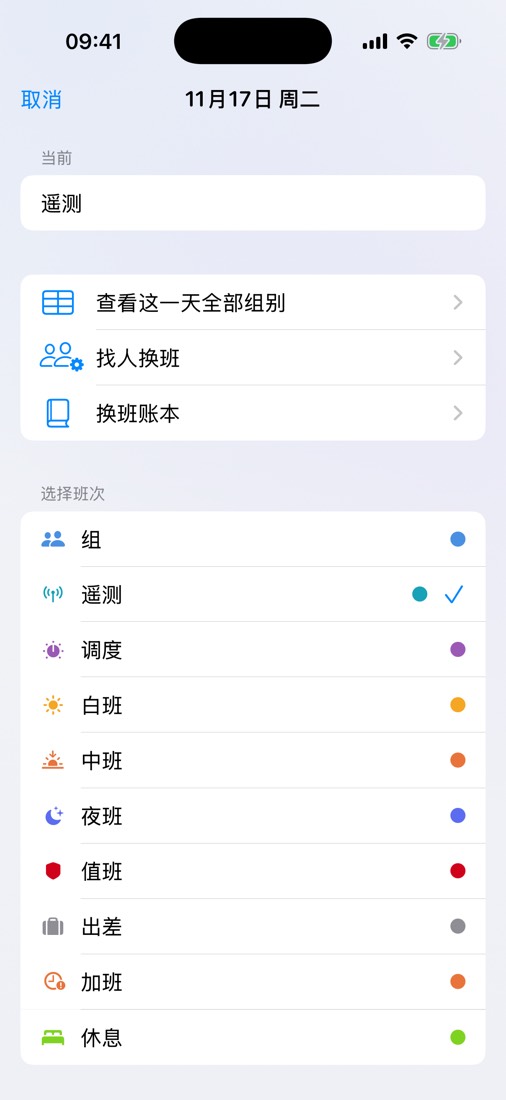 09:41
取消
11月17日 周二
当前
遥测
查看这一天全部组别
找人换班
换班账本
选择班次
组
遥测
调度
白班
中班
夜班
值班
出差
加班
休息